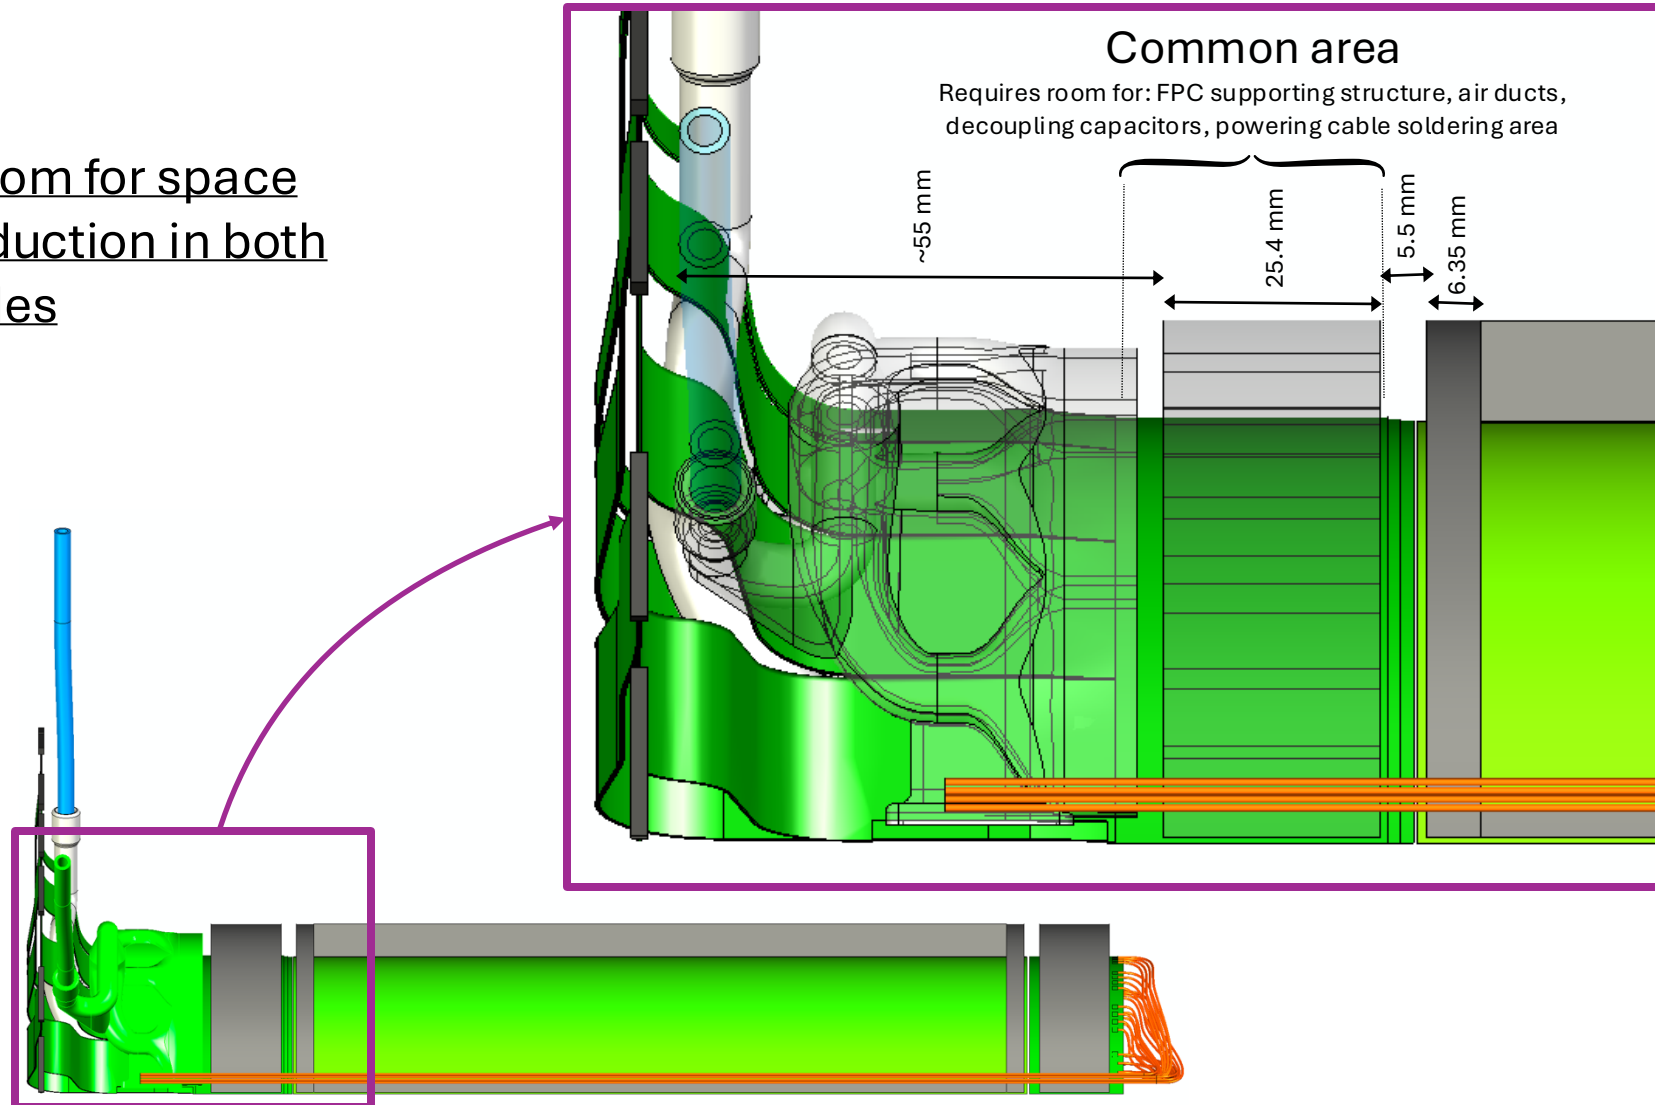 Common area
Requires room for: FPC supporting structure, air ducts,
decoupling capacitors, powering cable soldering area
om for space
duction in both
les
~55 mm
25.4 mm
5.5 mm
6.35 mm